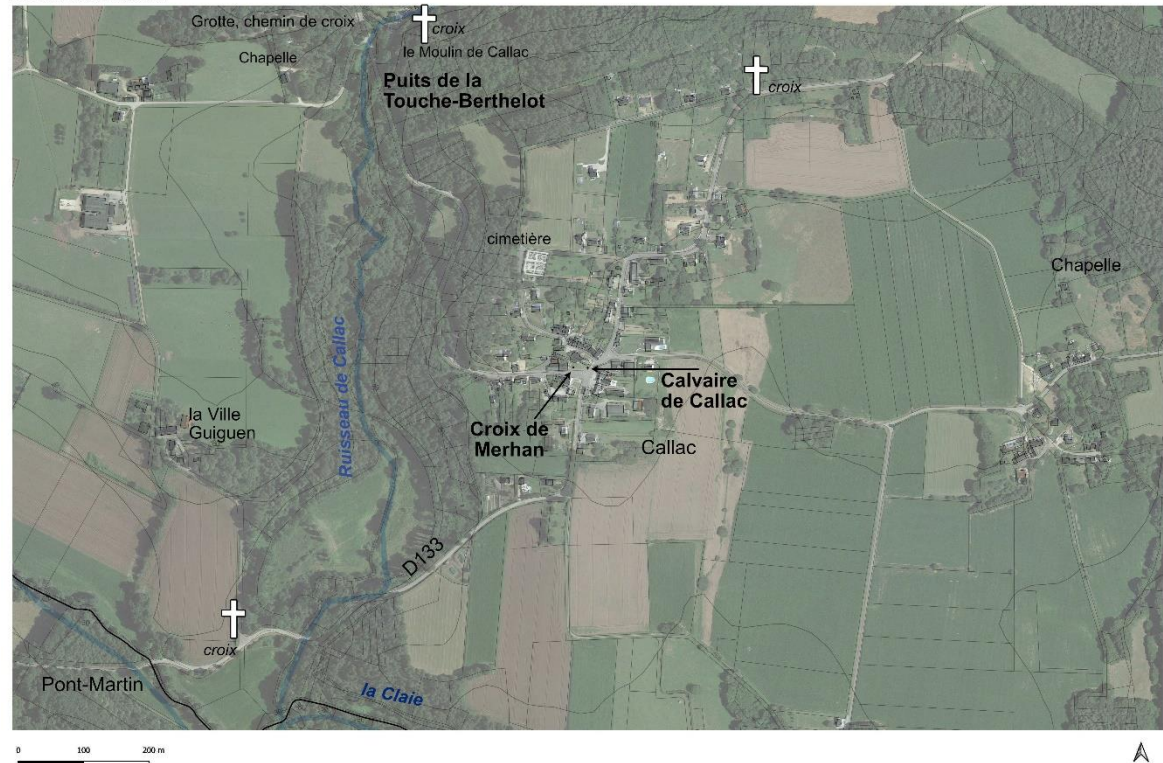 Grotte, chemin de croix
croix
le Moulin de Callac
Chapelle
Puits de la
Touche-Berthelot
croix
cimetière
Chapelle
Ruisseau de Callac
Calvaire
de Callac
la Ville
Guiguen
Croix de
Merhan
Callac
D133
croix
Pont-Martin
la Claie
0 100 200 m